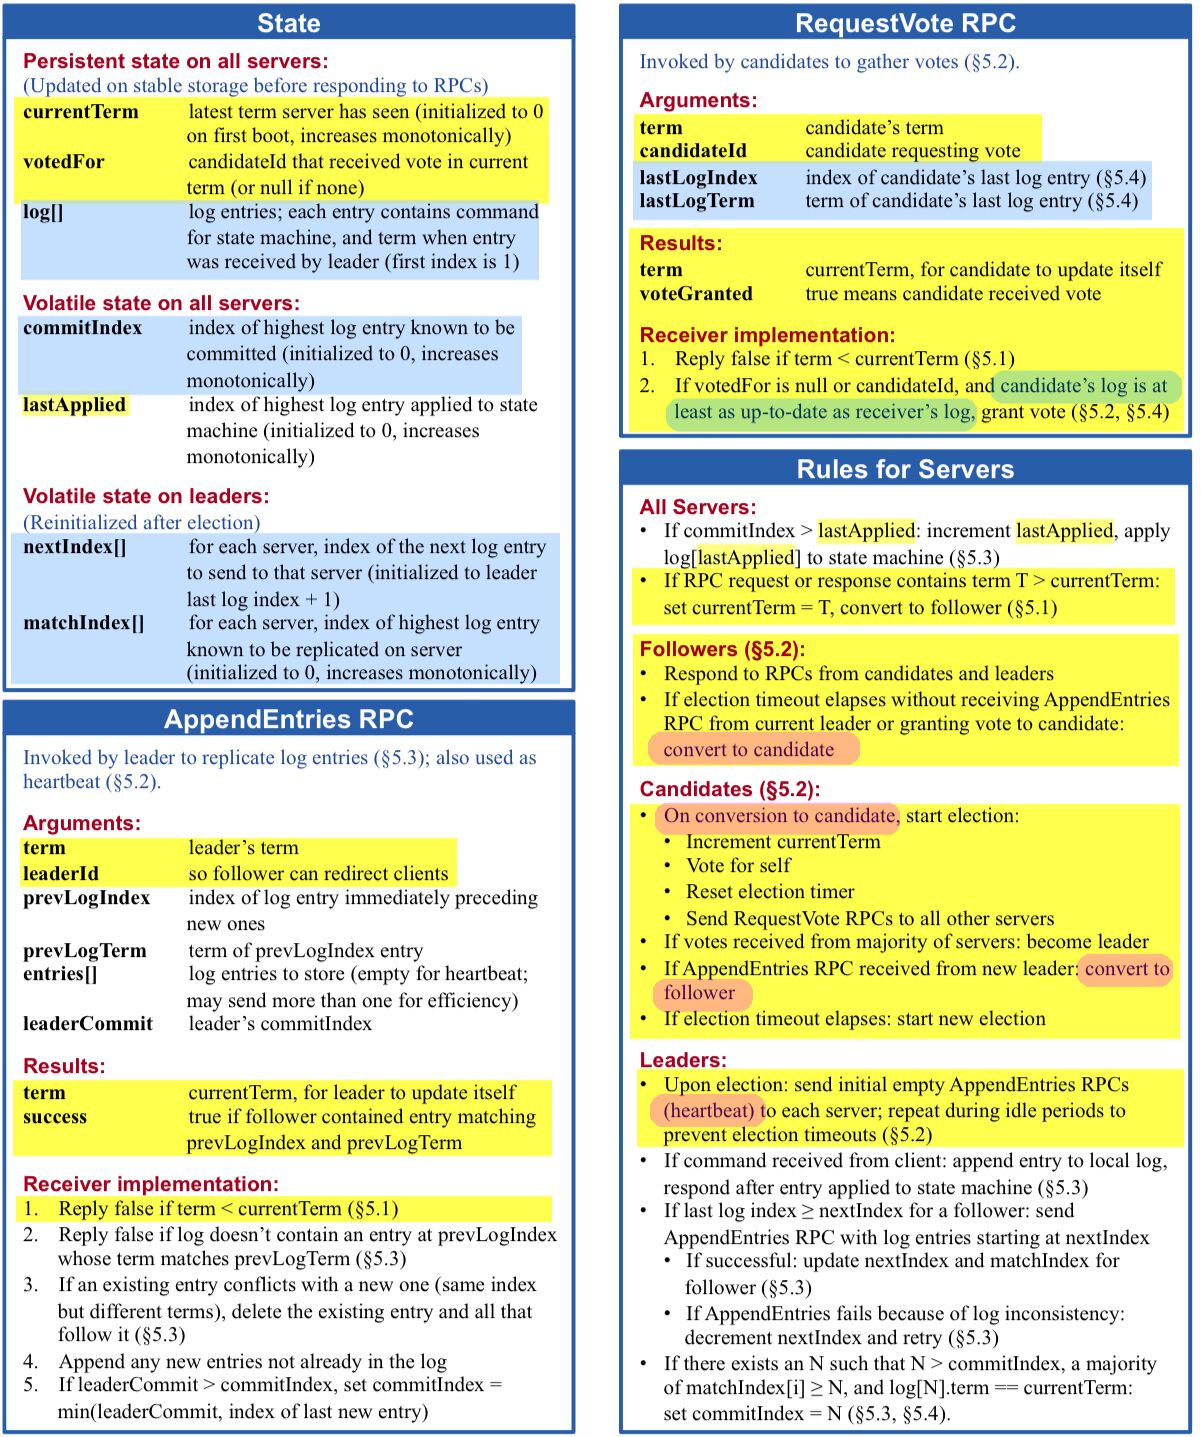 State
Persistent state on all servers:
(Updated on stable storage before responding to RPCs)
currentTerm latest term server has seen (initialized to 0
on first boot, increases monotonically)
votedFor candidateId that received vote in current
term (or null if none)
log[] log entries; each entry contains command
for state machine, and term when entry
was received by leader (first index is 1)
Volatile state on all servers:
commitIndex index of highest log entry known to be
committed (initialized to 0, increases
monotonically)
lastApplied index of highest log entry applied to state
machine (initialized to 0, increases
monotonically)
Volatile state on leaders:
(Reinitialized after election)
nextIndex[] for each server, index of the next log entry
to send to that server (initialized to leader
last log index + 1)
matchIndex[] for each server, index of highest log entry
known to be replicated on server
(initialized to 0, increases monotonically)
AppendEntries RPC
Invoked by leader to replicate log entries (§5.3); also used as
heartbeat (§5.2).
Arguments:
term leader's term
leaderId so follower can redirect clients
prevLogIndex index of log entry immediately preceding
new ones
prevLogTerm term of prevLogIndex entry
entries[] log entries to store (empty for heartbeat;
may send more than one for efficiency)
leaderCommit leader's commitIndex
Results:
term currentTerm, for leader to update itself
success true if follower contained entry matching
prevLogIndex and prevLogTerm
Receiver implementation:
1. Reply false if term < currentTerm (§5.1)
2. Reply false if log doesn't contain an entry at prevLogIndex
whose term matches prevLogTerm (§5.3)
3. If an existing entry conflicts with a new one (same index
but different terms), delete the existing entry and all that
follow it (§5.3)
4. Append any new entries not already in the log
5. If leaderCommit > commitIndex, set commitIndex =
min(leaderCommit, index of last new entry)
RequestVote RPC
Invoked by candidates to gather votes (§5.2).
Arguments:
term candidate's term
candidateId candidate requesting vote
lastLogIndex index of candidate's last log entry (§5.4)
lastLogTerm term of candidate's last log entry (§5.4)
Results:
term currentTerm, for candidate to update itself
voteGranted true means candidate received vote
Receiver implementation:
1. Reply false if term < currentTerm (§5.1)
2. If votedFor is null or candidateId, and candidate's log is at
least as up-to-date as receiver's log, grant vote (§5.2, §5.4)
Rules for Servers
All Servers:
• If commitIndex > lastApplied: increment lastApplied, apply
log[lastApplied] to state machine (§5.3)
• If RPC request or response contains term T > currentTerm:
set currentTerm = T, convert to follower (§5.1)
Followers (§5.2):
• Respond to RPCs from candidates and leaders
• If election timeout elapses without receiving AppendEntries
RPC from current leader or granting vote to candidate:
convert to candidate
Candidates (§5.2):
• On conversion to candidate, start election:
• Increment currentTerm
• Vote for self
• Reset election timer
• Send RequestVote RPCs to all other servers
• If votes received from majority of servers: become leader
• If AppendEntries RPC received from new leader: convert to
follower
• If election timeout elapses: start new election
Leaders:
• Upon election: send initial empty AppendEntries RPCs
(heartbeat) to each server; repeat during idle periods to
prevent election timeouts (§5.2)
• If command received from client: append entry to local log,
respond after entry applied to state machine (§5.3)
• If last log index ≥ nextIndex for a follower: send
AppendEntries RPC with log entries starting at nextIndex
• If successful: update nextIndex and matchIndex for
follower (§5.3)
• If AppendEntries fails because of log inconsistency:
decrement nextIndex and retry (§5.3)
• If there exists an N such that N > commitIndex, a majority
of matchIndex[i] ≥ N, and log[N].term == currentTerm:
set commitIndex = N (§5.3, §5.4).